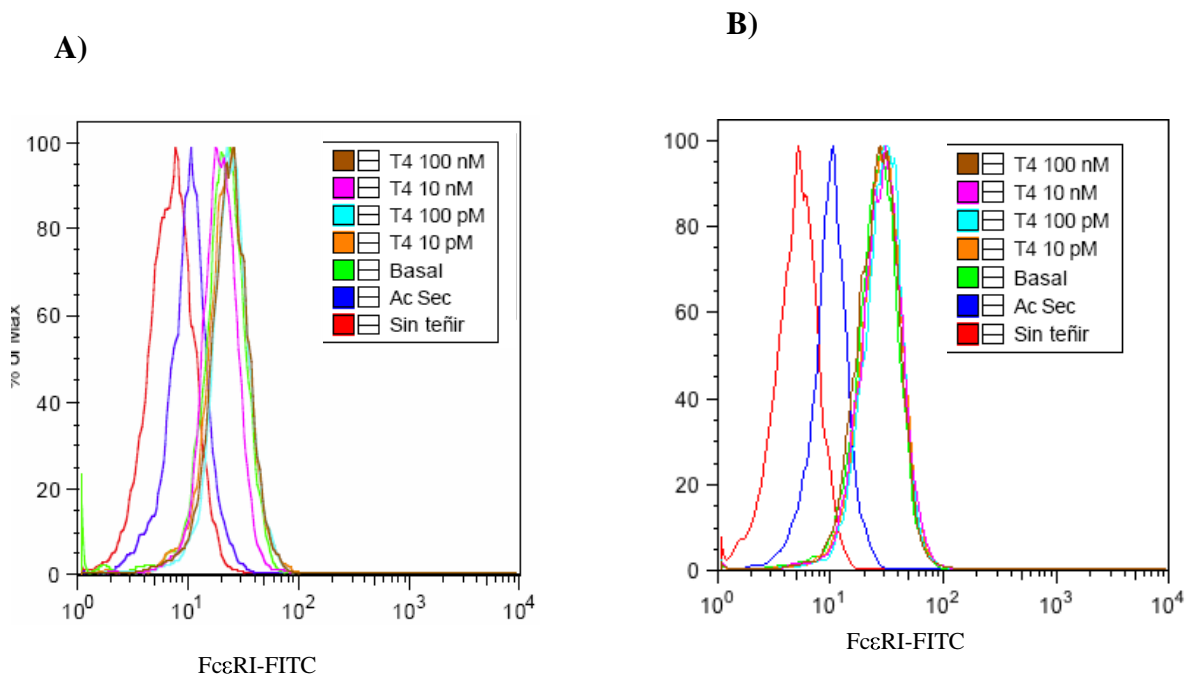 A)
100
80
60
40
20
0
10^0 10^1 10^2 10^3 10^4
T4 100 nM
T4 10 nM
T4 100 pM
T4 10 pM
Basal
Ac Sec
Sin teñir
FcεRI-FITC
B)
100
80
60
40
20
0
10^0 10^1 10^2 10^3 10^4
T4 100 nM
T4 10 nM
T4 100 pM
T4 10 pM
Basal
Ac Sec
Sin teñir
FcεRI-FITC